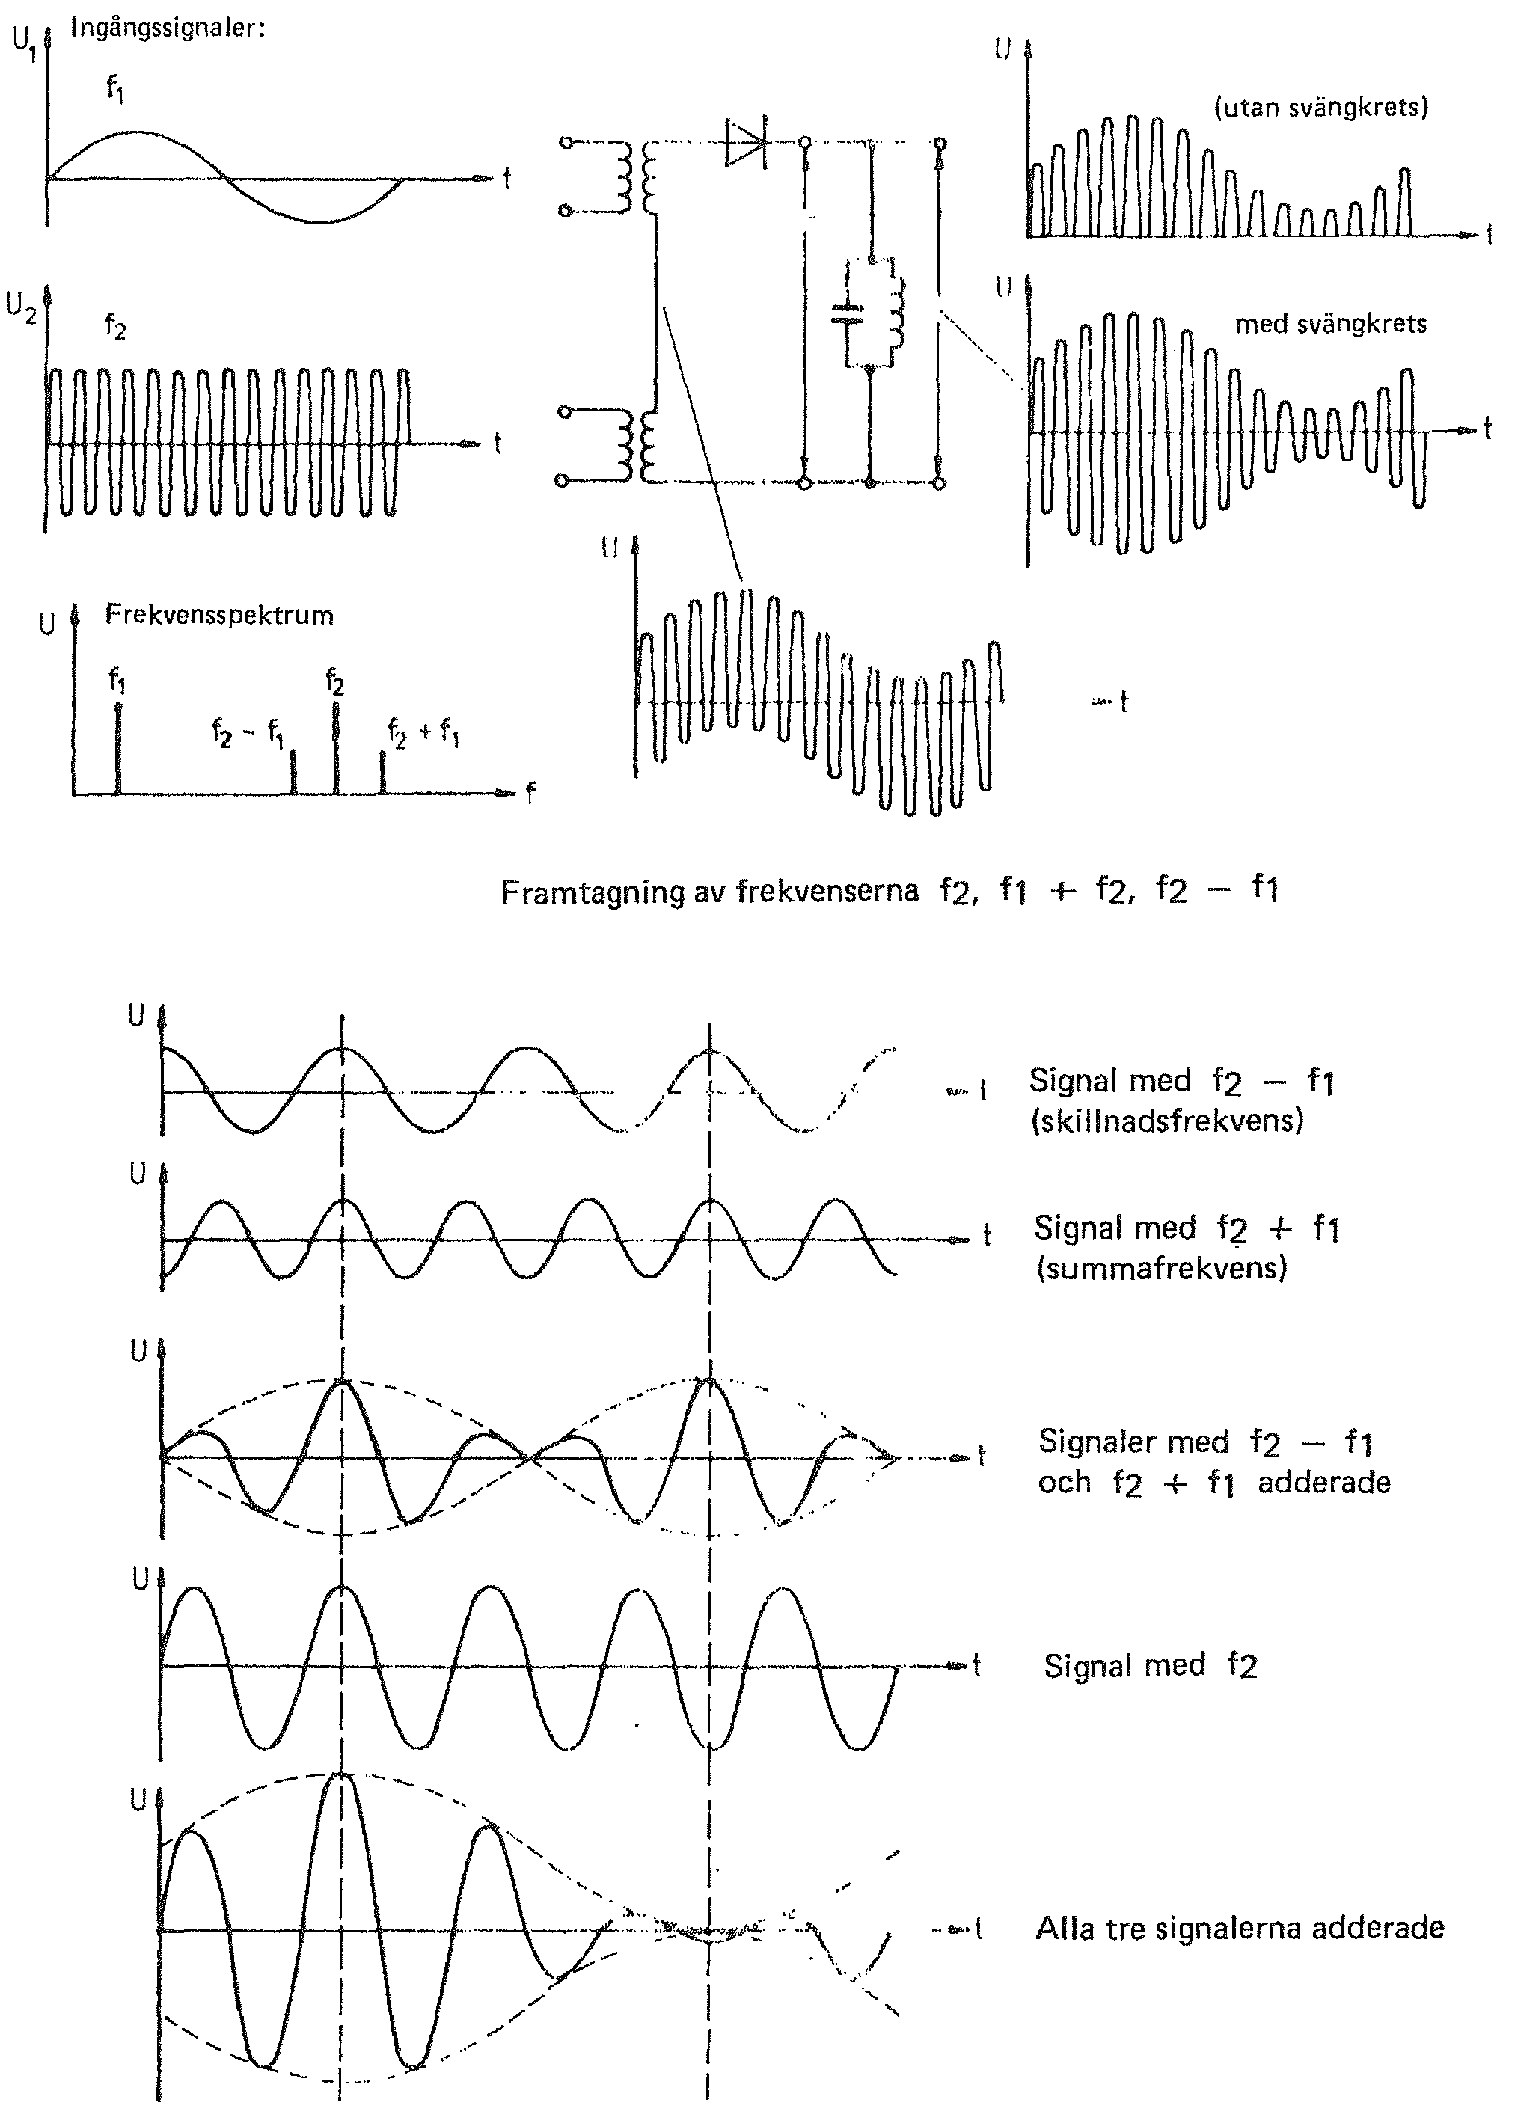 Ingångssignaler:
U1
f1
t
U2
f2
t
U
Frekvensspektrum
f1
f2 - f1
f2
f2 + f1
f
U
t
U
(utan svängkrets)
t
U
med svängkrets
t
Framtagning av frekvenserna f2, f1 + f2, f2 – f1
U
t
Signal med f2 – f1
(skillnadsfrekvens)
U
t
Signal med f2 + f1
(summafrekvens)
U
t
Signaler med f2 – f1
och f2 + f1 adderade
U
t
Signal med f2
U
t
Alla tre signalerna adderade